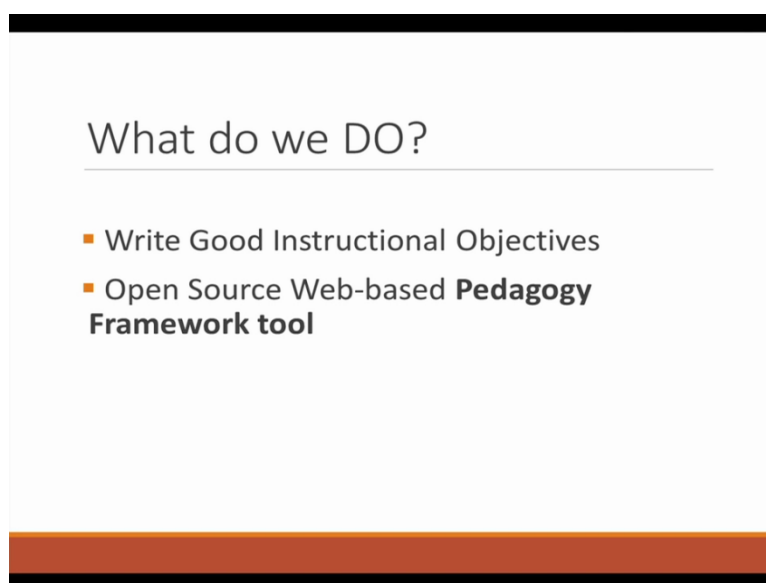 What do we DO?
Write Good Instructional Objectives
Open Source Web-based Pedagogy
Framework tool